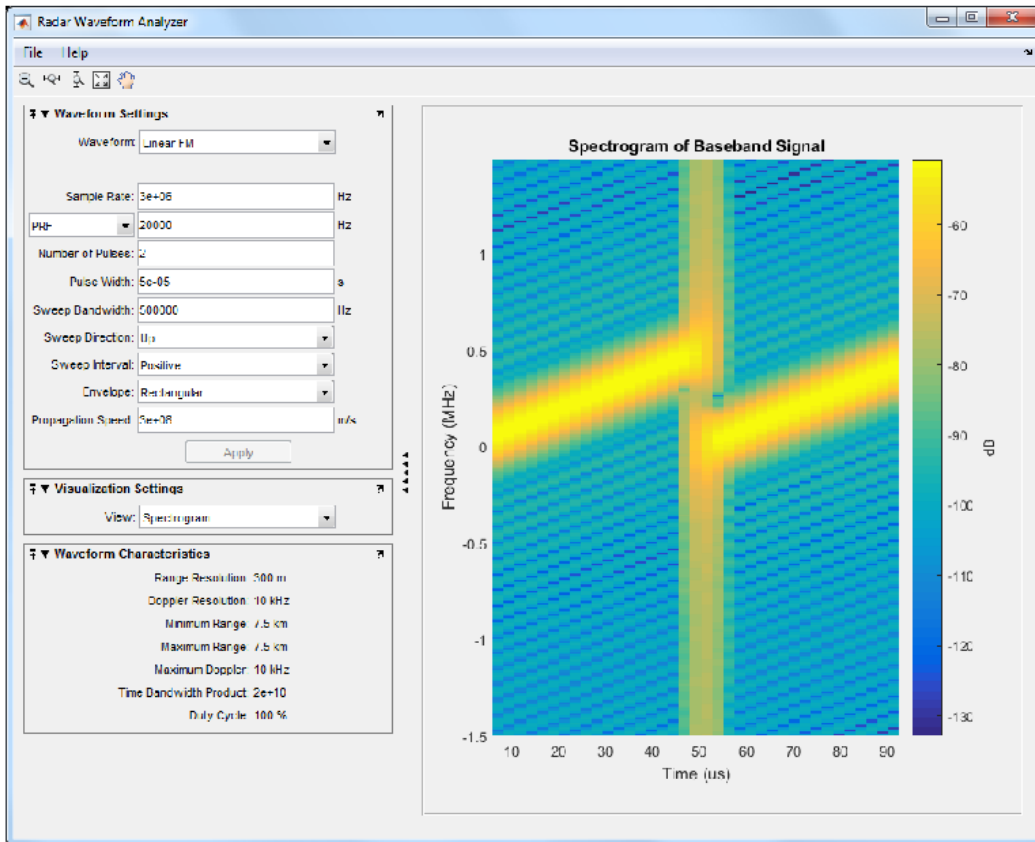 Radar Waveform Analyzer
File Help
Waveform Settings
Waveform: Linear FM
Sample Rate: 3e+06 Hz
PRF 20000 Hz
Number of Pulses: 2
Pulse Width: 5e-05 s
Sweep Bandwidth: 500000 Hz
Sweep Direction: Up
Sweep Interval: Positive
Envelope: Rectangular
Propagation Speed: 3e+08 m/s
Apply
Visualization Settings
View: Spectrogram
Waveform Characteristics
Range Resolution: 300 m
Doppler Resolution: 10 kHz
Minimum Range: 7.5 km
Maximum Range: 7.5 km
Maximum Doppler: 10 kHz
Time Bandwidth Product: 2e+10
Duty Cycle: 100 %
Spectrogram of Baseband Signal
Frequency (MHz)
1
0.5
0
-0.5
-1
-1.5
10 20 30 40 50 60 70 80 90
Time (us)
-60
-70
-80
-90
-100
-110
-120
-130
dB